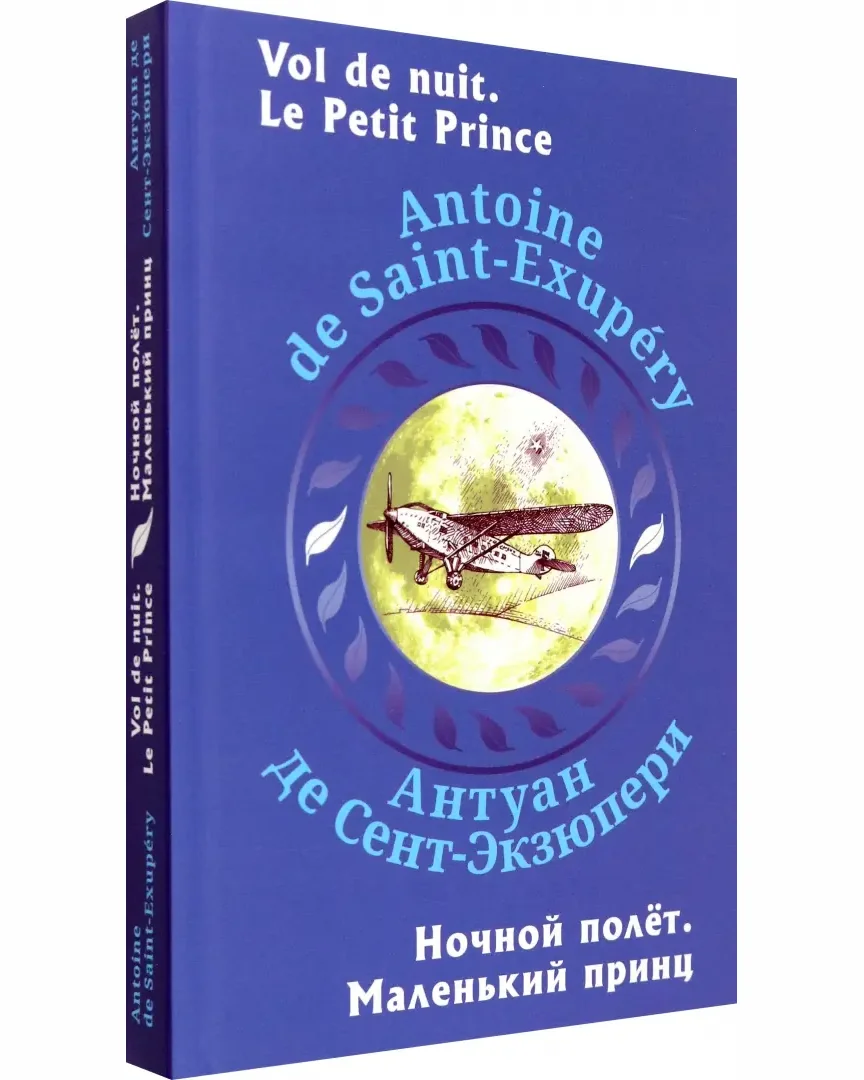 Vol de nuit.
Le Petit Prince
Antoine
de Saint-Exupéry
Антуан
де Сент-Экзюпери
Ночной полёт.
Маленький принц
Антуан де
Сент-Экзюпери
Ночной полёт.
Маленький принц
Vol de nuit.
Le Petit Prince
Antoine
de Saint-Exupéry